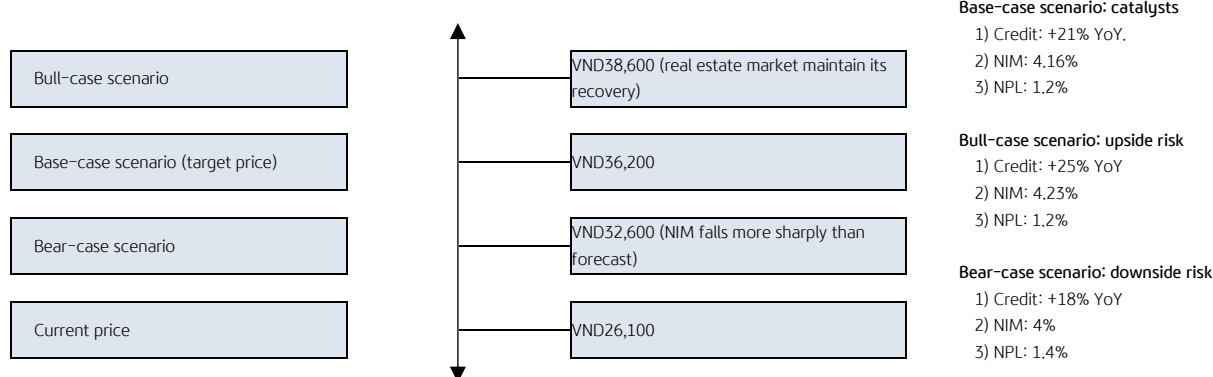 Bull-case scenario
VND38,600 (real estate market maintain its
recovery)
Base-case scenario (target price)
VND36,200
Bear-case scenario
VND32,600 (NIM falls more sharply than
forecast)
Current price
VND26,100
Base-case scenario: catalysts
1) Credit: +21% YoY.
2) NIM: 4.16%
3) NPL: 1.2%
Bull-case scenario: upside risk
1) Credit: +25% YoY
2) NIM: 4.23%
3) NPL: 1.2%
Bear-case scenario: downside risk
1) Credit: +18% YoY
2) NIM: 4%
3) NPL: 1.4%